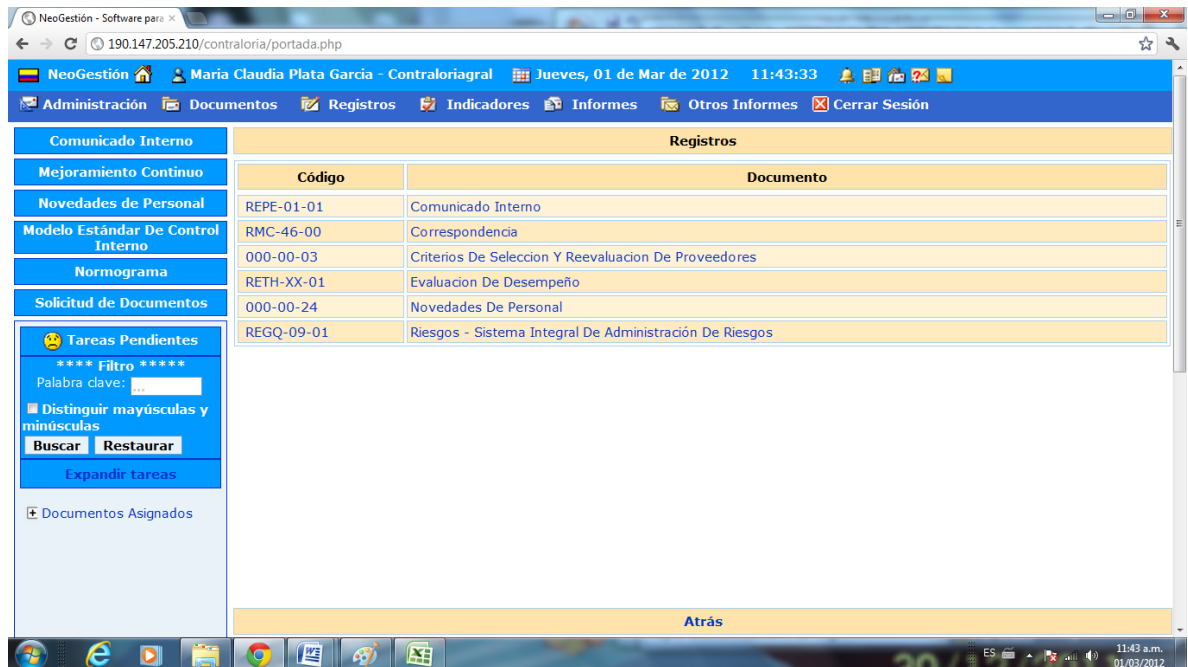 NeoGestión - Software para
190.147.205.210/contraloria/portada.php
NeoGestión Maria Claudia Plata Garcia - Contraloriagral Jueves, 01 de Mar de 2012 11:43:33
Administración Documentos Registros Indicadores Informes Otros Informes Cerrar Sesión
Comunicado Interno
Mejoramiento Continuo
Novedades de Personal
Modelo Estándar De Control
Interno
Normograma
Solicitud de Documentos
Tareas Pendientes
**** Filtro *****
Palabra clave: ...
Distinguir mayúsculas y
minúsculas
Buscar Restaurar
Expandir tareas
Documentos Asignados
Registros
Código Documento
REPE-01-01 Comunicado Interno
RMC-46-00 Correspondencia
000-00-03 Criterios De Seleccion Y Reevaluacion De Proveedores
RETH-XX-01 Evaluacion De Desempeño
000-00-24 Novedades De Personal
REGQ-09-01 Riesgos - Sistema Integral De Administración De Riesgos
Atrás
ES 11:43 a.m.
01/03/2012